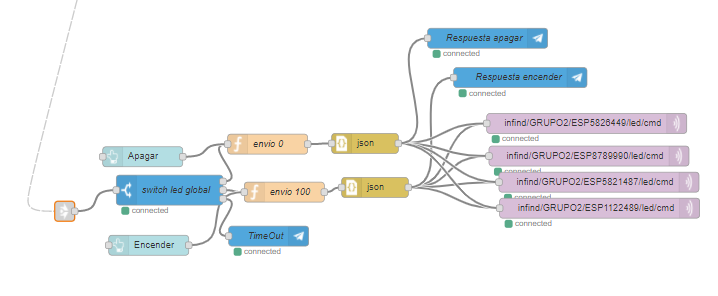 Respuesta apagar
connected
Respuesta encender
connected
infind/GRUPO2/ESP5826449/led/cmd
connected
envio 0
json
Apagar
infind/GRUPO2/ESP8789990/led/cmd
connected
switch led global
connected
envio 100
json
infind/GRUPO2/ESP5821487/led/cmd
connected
infind/GRUPO2/ESP1122489/led/cmd
connected
Encender
TimeOut
connected